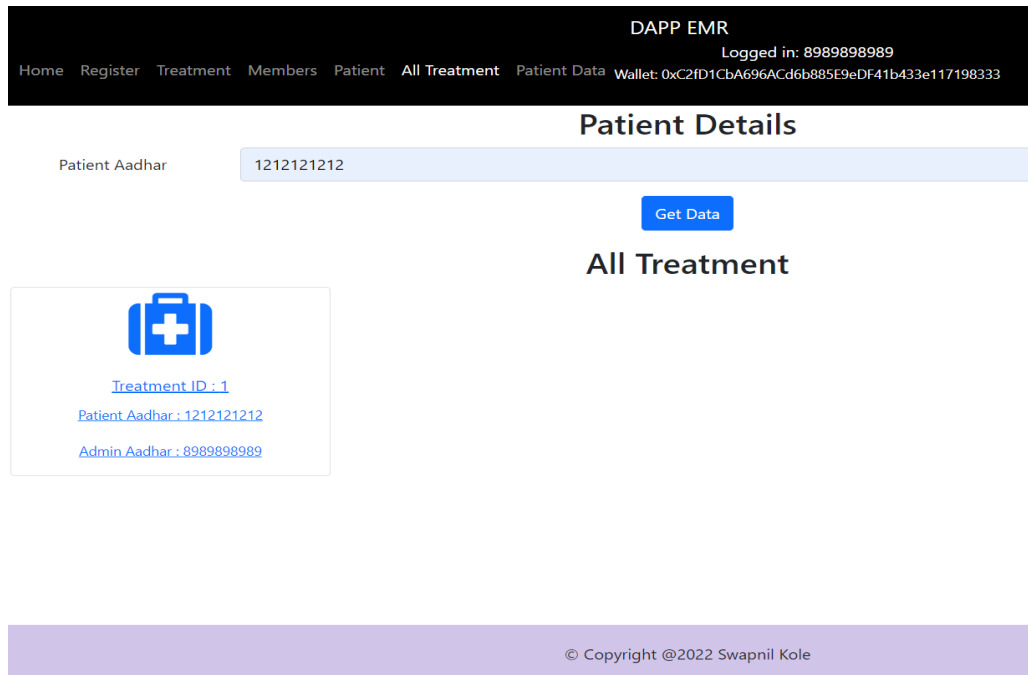 DAPP EMR
Logged in: 8989898989
Home Register Treatment Members Patient All Treatment Patient Data Wallet: 0xC2fD1CbA696ACd6b885E9eDF41b433e117198333
Patient Details
Patient Aadhar 1212121212
Get Data
All Treatment
Treatment ID : 1
Patient Aadhar : 1212121212
Admin Aadhar : 8989898989
© Copyright @2022 Swapnil Kole